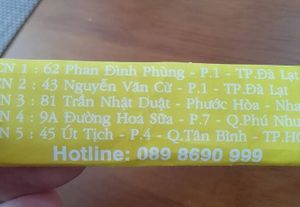 CN 1 : 62 Phan Đình Phùng - P.1 - TP.Đà Lạt
CN 2 : 43 Nguyễn Văn Cừ - P.1 - TP.Đà Lạt
CN 3 : 81 Trần Nhật Duật - Phước Hòa - Nha
CN 4 : 9A Đường Hoa Sữa - P.7 - Q.Phú Nhu
CN 5 : 45 Út Tịch - P.4 - Q.Tân Bình - TP.H
Hotline: 089 8690 999